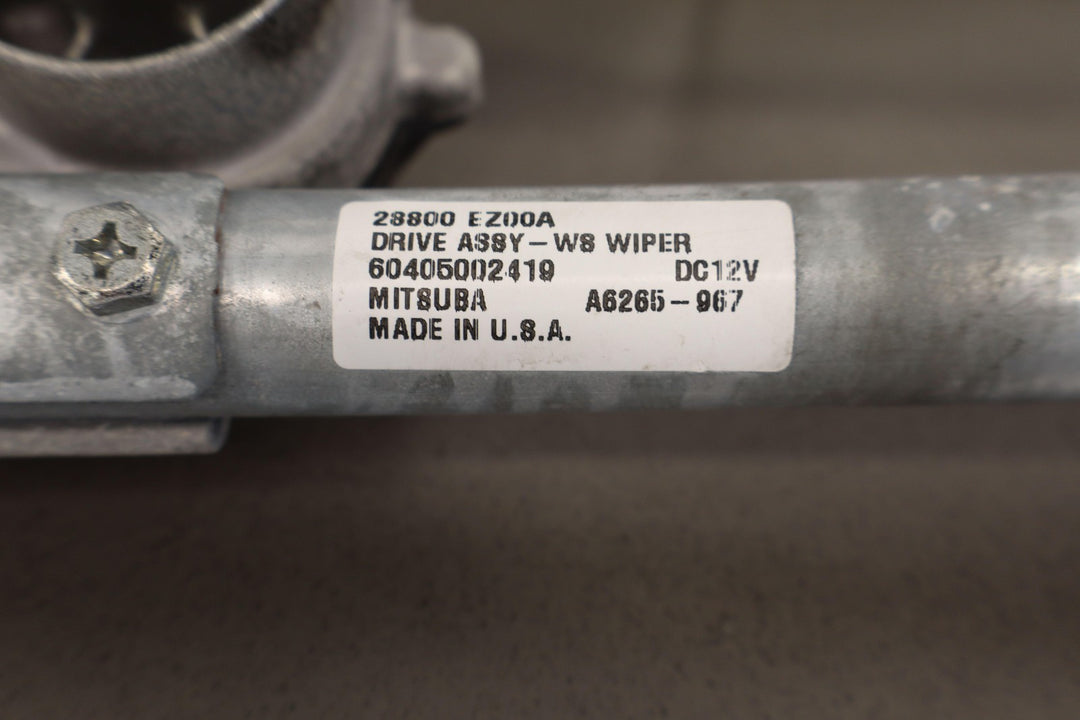 28800 EZ00A
DRIVE ASSY-WS WIPER
60405002419 DC12V
MITSUBA A6265-967
MADE IN U.S.A.